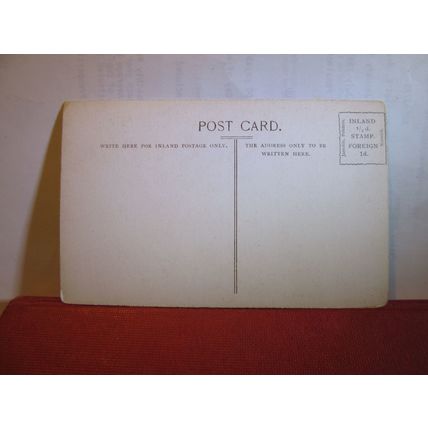 POST CARD.
WRITE HERE FOR INLAND POSTAGE ONLY.
THE ADDRESS ONLY TO BE
WRITTEN HERE.
INLAND
½d.
STAMP.
FOREIGN
1d.